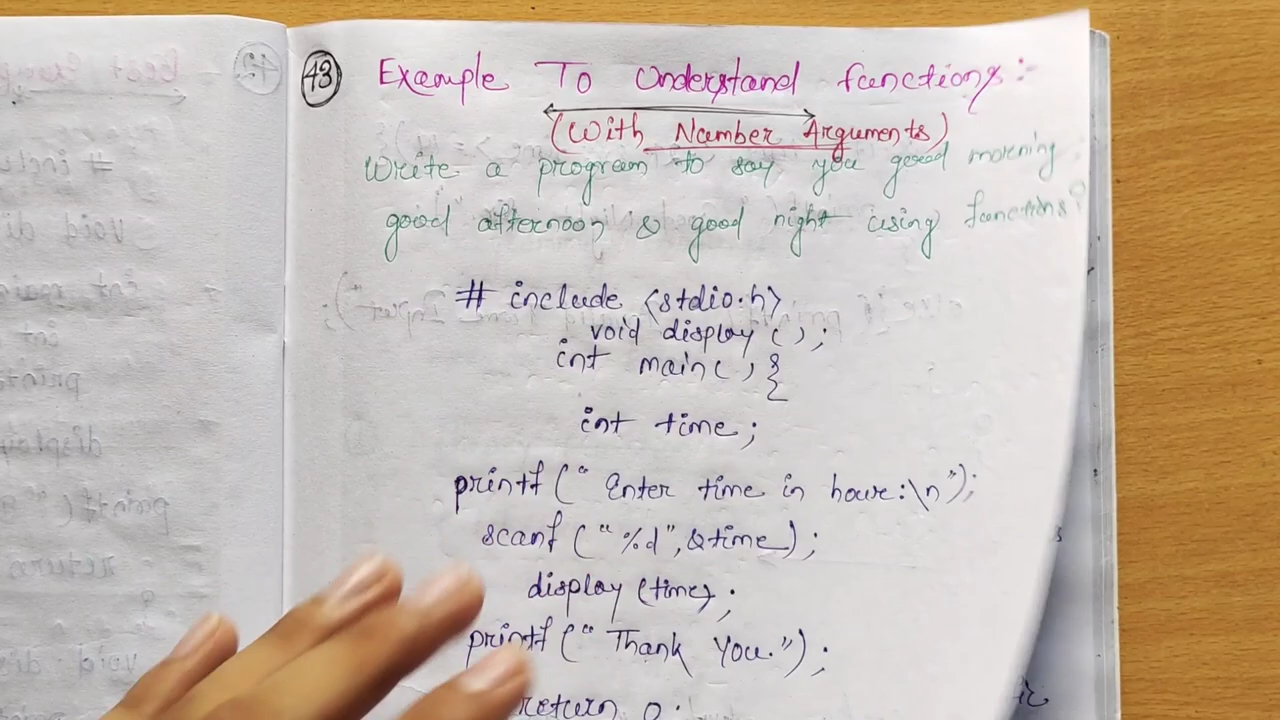 43
Example To Understand functions:-
(With Number Arguments)
Write a program to say you good morning
good afternoon & good night using functions?
# include <stdio.h>
void display ();
int main() {
int time;
printf (" Enter time in hour:\n");
scanf ("%d", &time);
display (time);
printf (" Thank You.");
return 0;